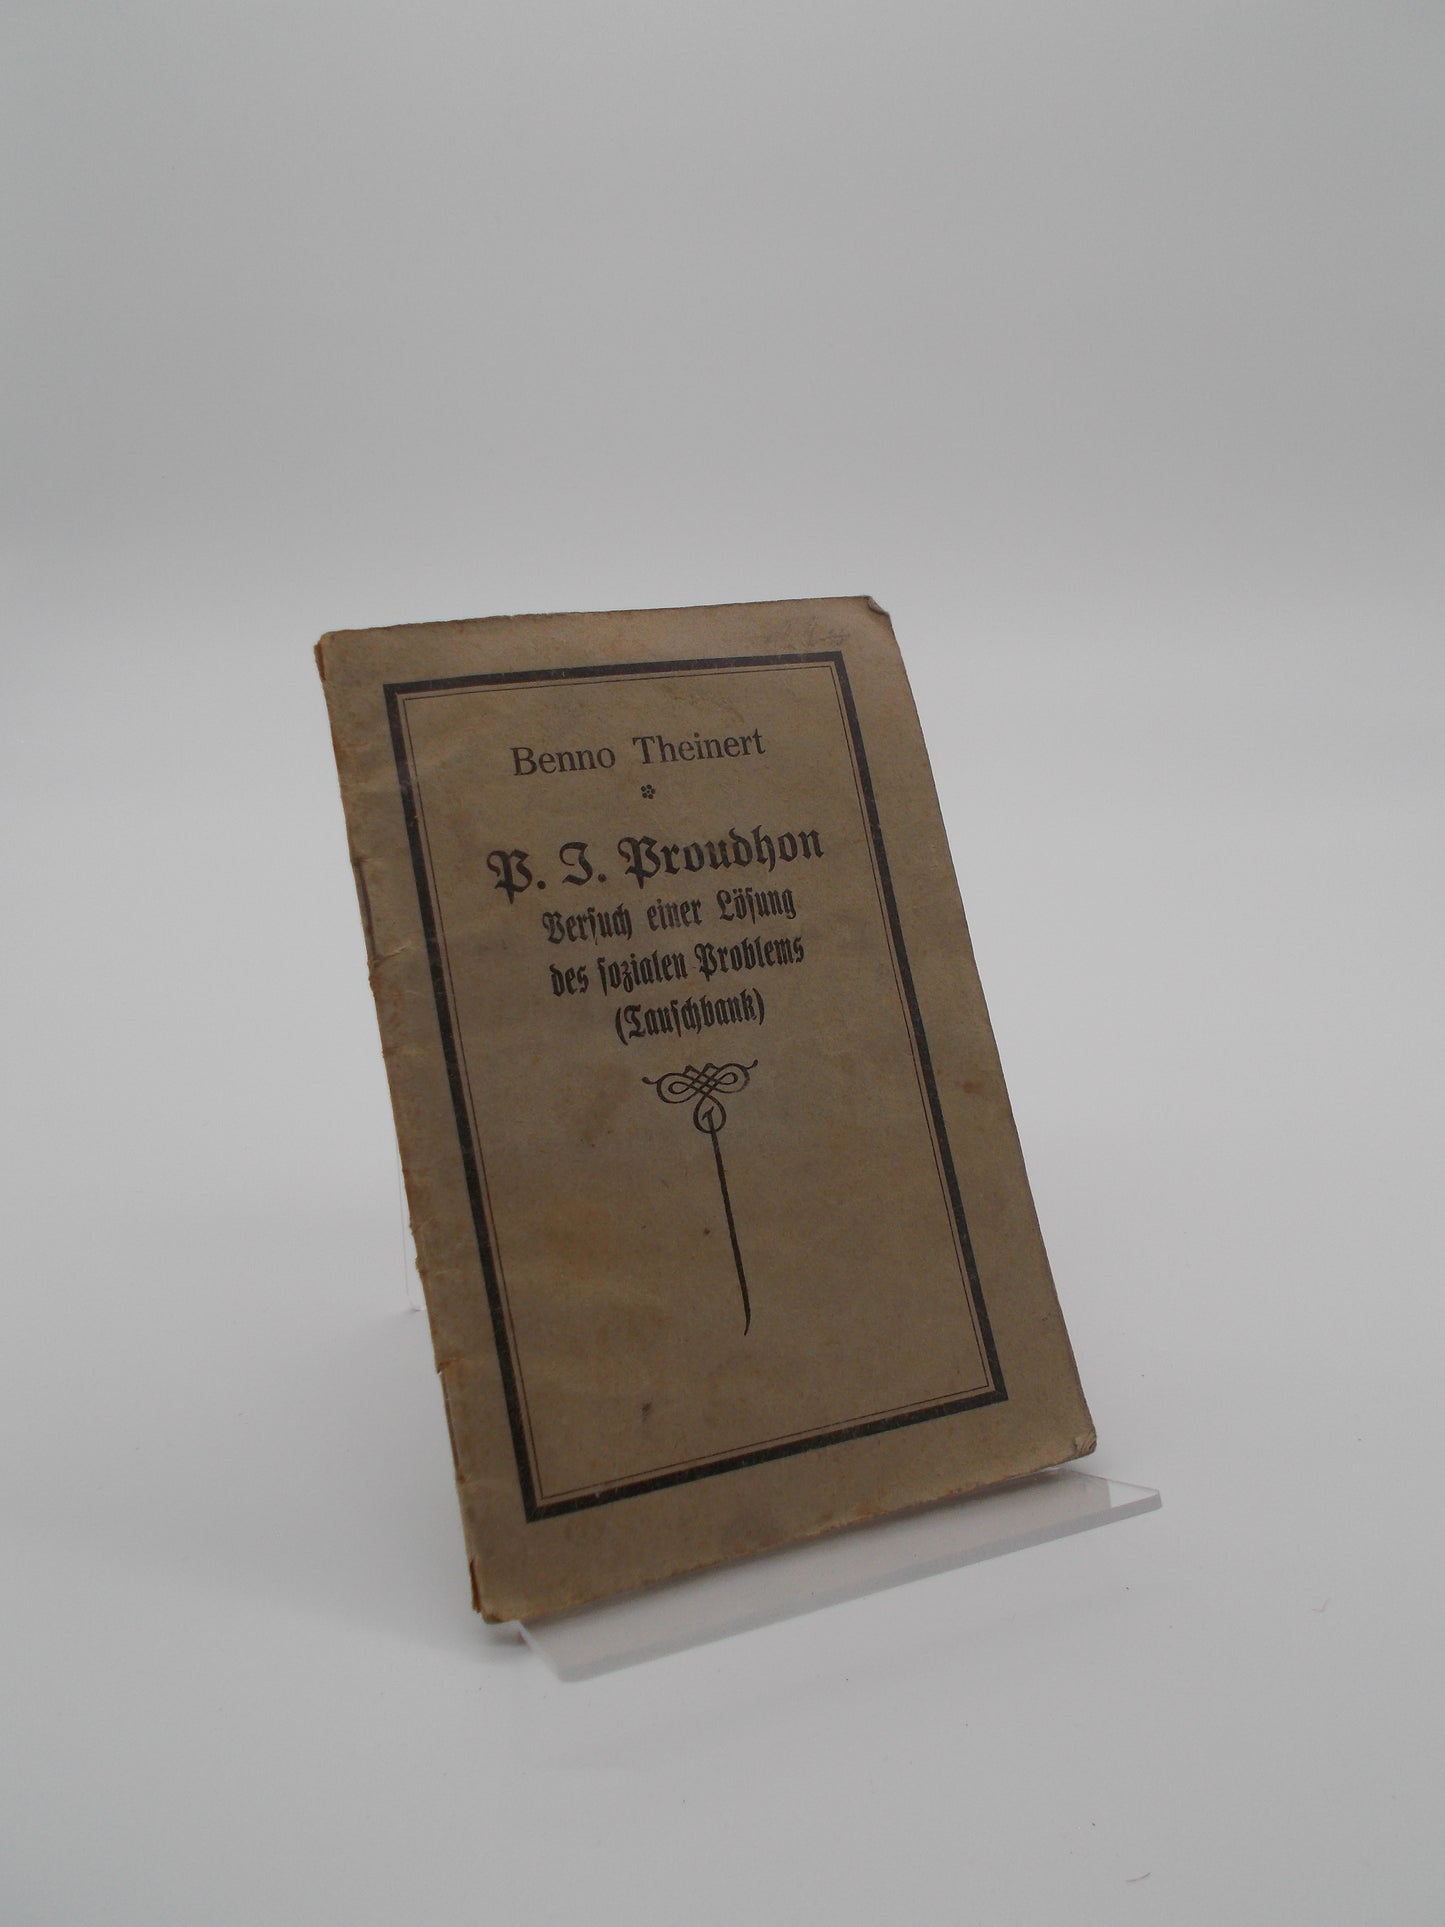 Benno Theinert
P. J. Proudhon
Versuch einer Lösung
des sozialen Problems
(Tauschbank)